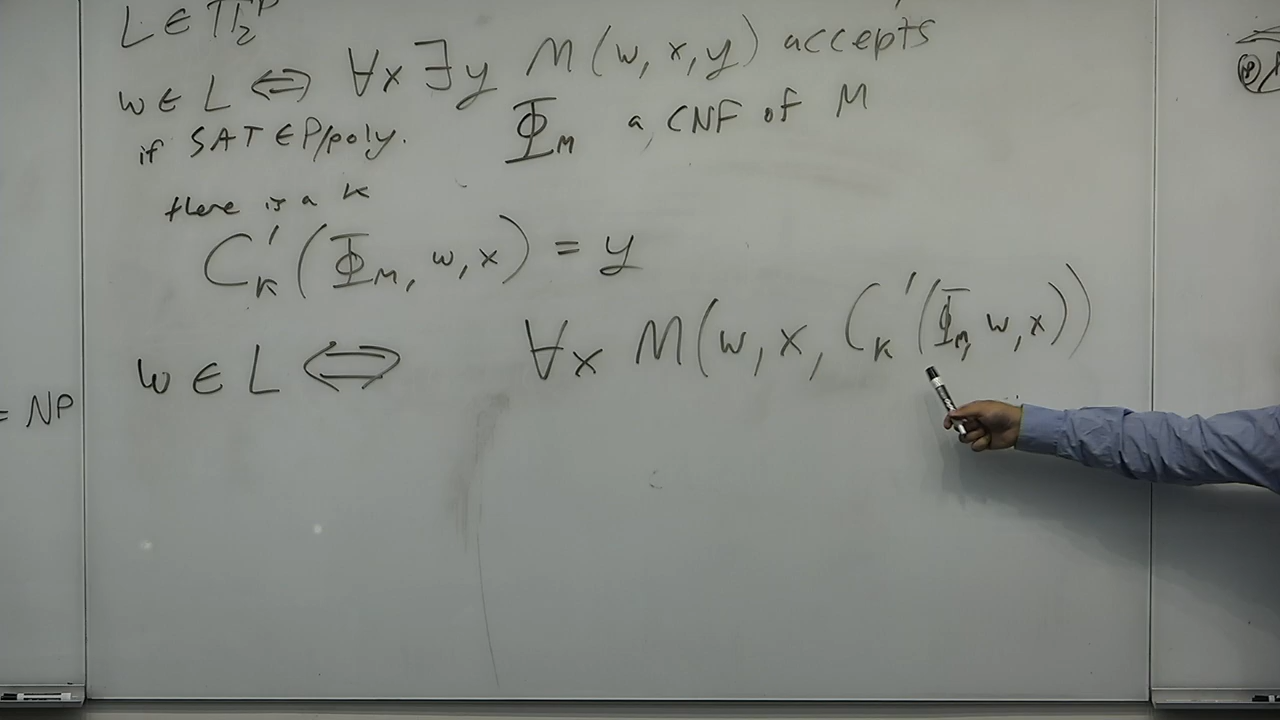 L ∈ Π₂ᴾ
w ∈ L ⇔ ∀x ∃y M(w, x, y) accepts
if SAT ∈ P/poly. Φ_M a CNF of M
there is a k
C'_K(Φ_M, w, x) = y
w ∈ L ⇔ ∀x M(w, x, C'_K(Φ_M, w, x))
= NP